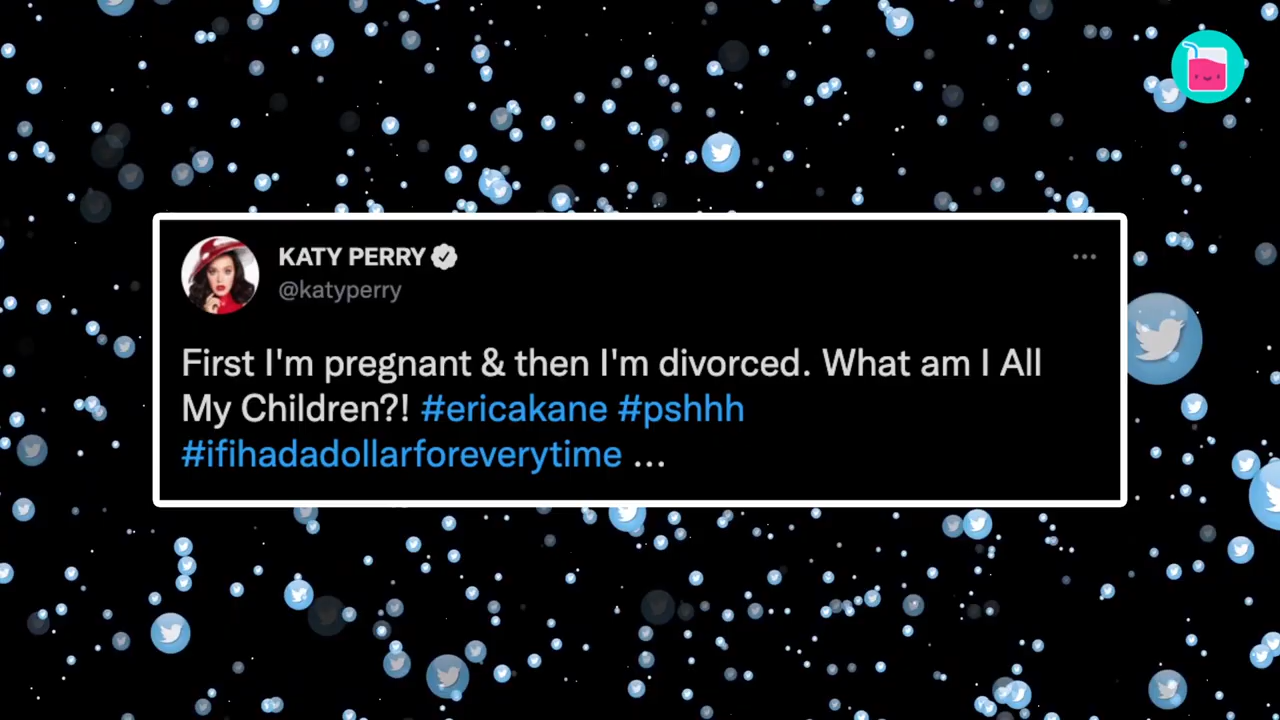 KATY PERRY
@katyperry
First I'm pregnant & then I'm divorced. What am I All
My Children?! #ericakane #pshhh
#ifihadadollarforeverytime ...